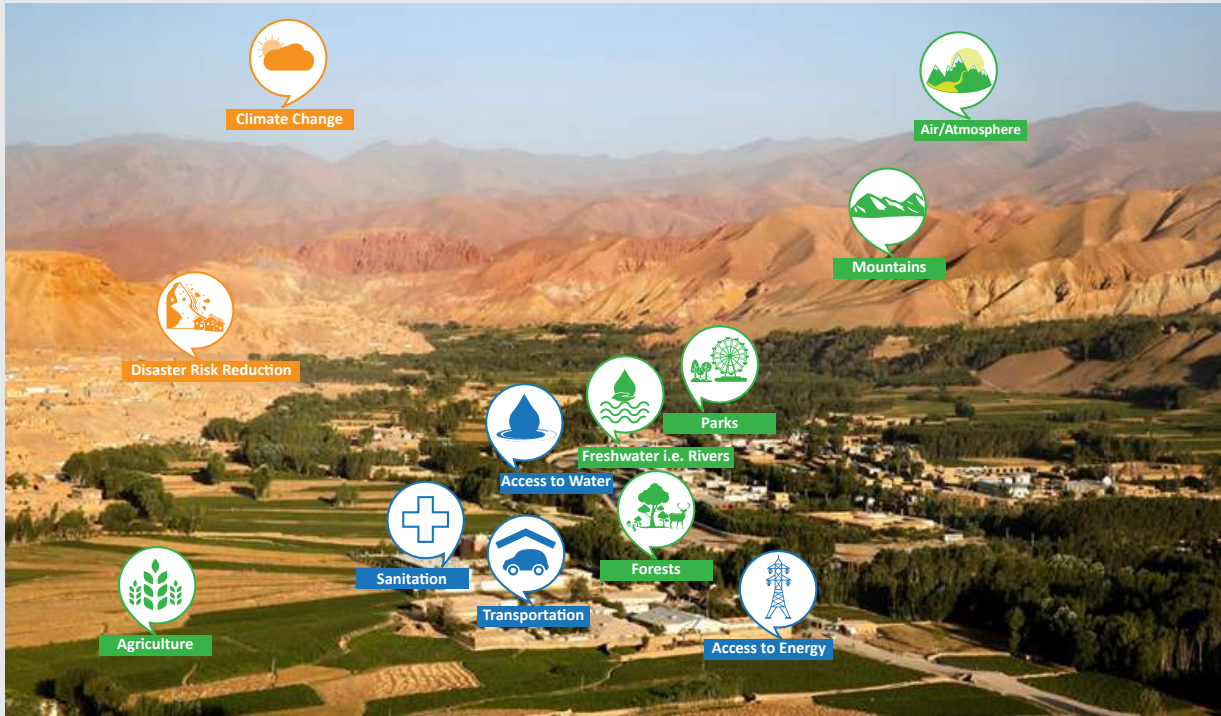 Climate Change
Air/Atmosphere
Mountains
Disaster Risk Reduction
Parks
Freshwater i.e. Rivers
Access to Water
Forests
Sanitation
Transportation
Agriculture
Access to Energy